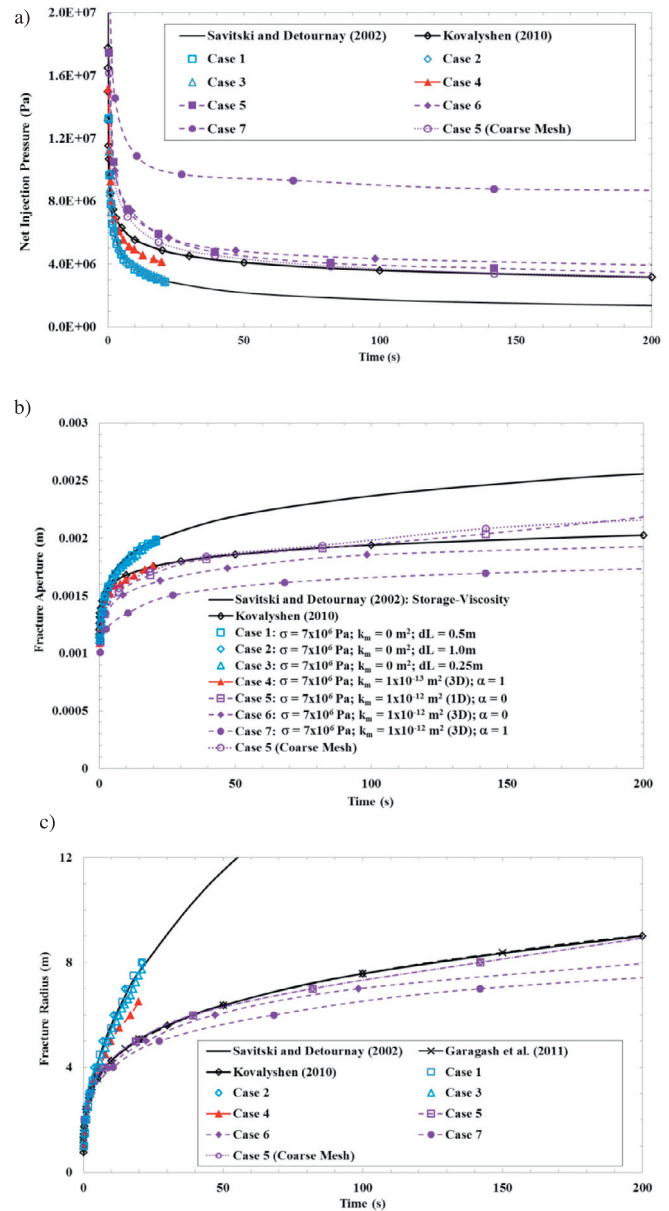 a)
2.0E+07
1.6E+07
1.2E+07
8.0E+06
4.0E+06
0.0E+00
Net Injection Pressure (Pa)
Savitski and Detournay (2002)
Kovalyshen (2010)
Case 1
Case 2
Case 3
Case 4
Case 5
Case 6
Case 7
Case 5 (Coarse Mesh)
0 50 100 150 200
Time (s)
b)
0.003
0.0025
0.002
0.0015
0.001
0.0005
0
Fracture Aperture (m)
Savitski and Detournay (2002): Storage-Viscosity
Kovalyshen (2010)
Case 1: σ = 7x10⁶ Pa; kₘ = 0 m²; dL = 0.5m
Case 2: σ = 7x10⁶ Pa; kₘ = 0 m²; dL = 1.0m
Case 3: σ = 7x10⁶ Pa; kₘ = 0 m²; dL = 0.25m
Case 4: σ = 7x10⁶ Pa; kₘ = 1x10⁻¹³ m² (3D); α = 1
Case 5: σ = 7x10⁶ Pa; kₘ = 1x10⁻¹² m² (1D); α = 0
Case 6: σ = 7x10⁶ Pa; kₘ = 1x10⁻¹² m² (3D); α = 0
Case 7: σ = 7x10⁶ Pa; kₘ = 1x10⁻¹² m² (3D); α = 1
Case 5 (Coarse Mesh)
0 50 100 150 200
Time (s)
c)
12
8
4
0
Fracture Radius (m)
Savitski and Detournay (2002)
Garagash et al. (2011)
Kovalyshen (2010)
Case 1
Case 2
Case 3
Case 4
Case 5
Case 6
Case 7
Case 5 (Coarse Mesh)
0 50 100 150 200
Time (s)